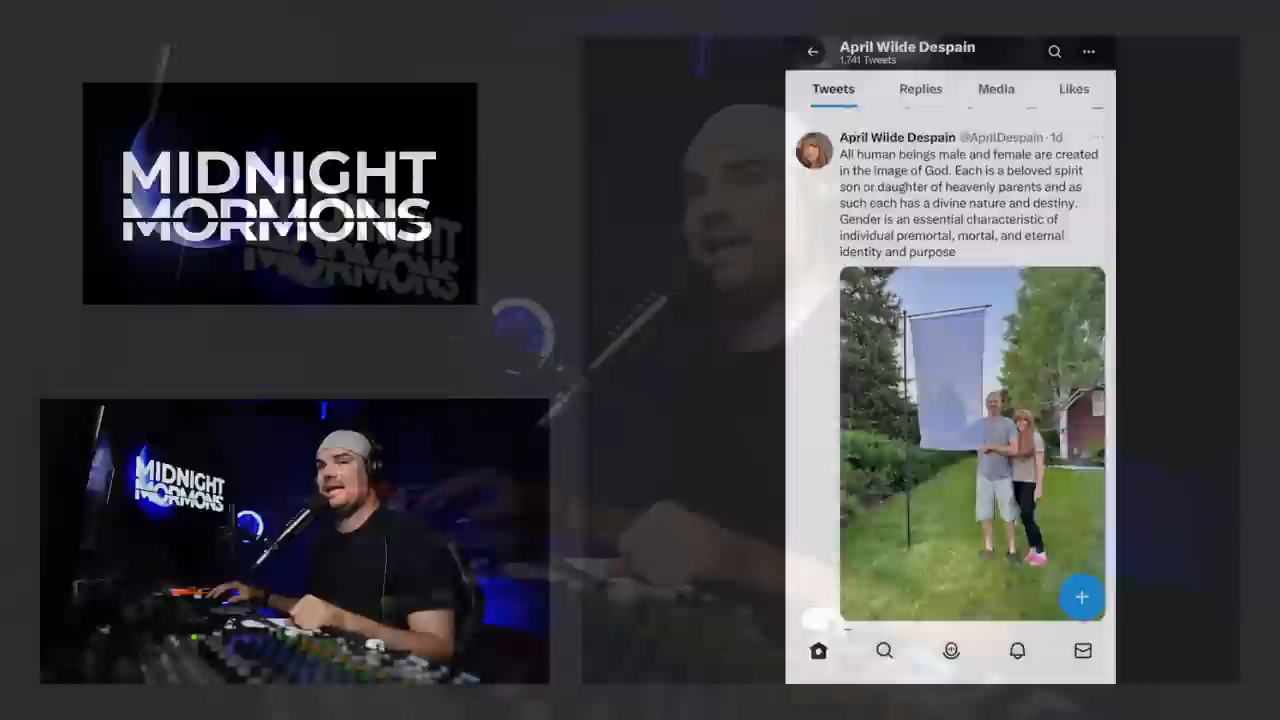 MIDNIGHT
MORMONS
MIDNIGHT
MORMONS
MIDNIGHT
MORMONS
April Wilde Despain
1,741 Tweets
Tweets Replies Media Likes
April Wilde Despain @AprilDespain · 1d
All human beings male and female are created
in the image of God. Each is a beloved spirit
son or daughter of heavenly parents and as
such each has a divine nature and destiny.
Gender is an essential characteristic of
individual premortal, mortal, and eternal
identity and purpose